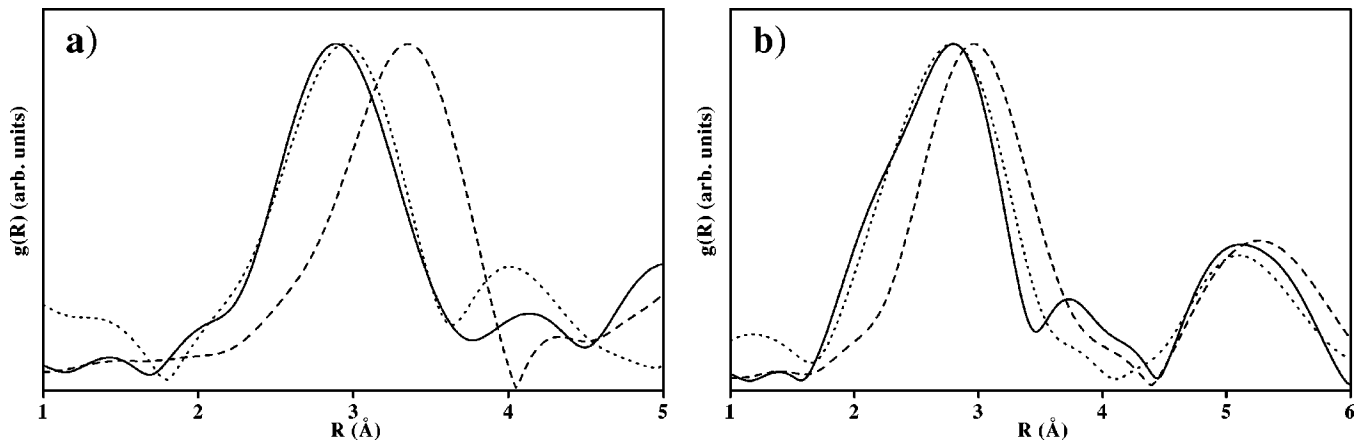 a)
g(R) (arb. units)
1 2 3 4 5
R (Å)
b)
g(R) (arb. units)
1 2 3 4 5 6
R (Å)